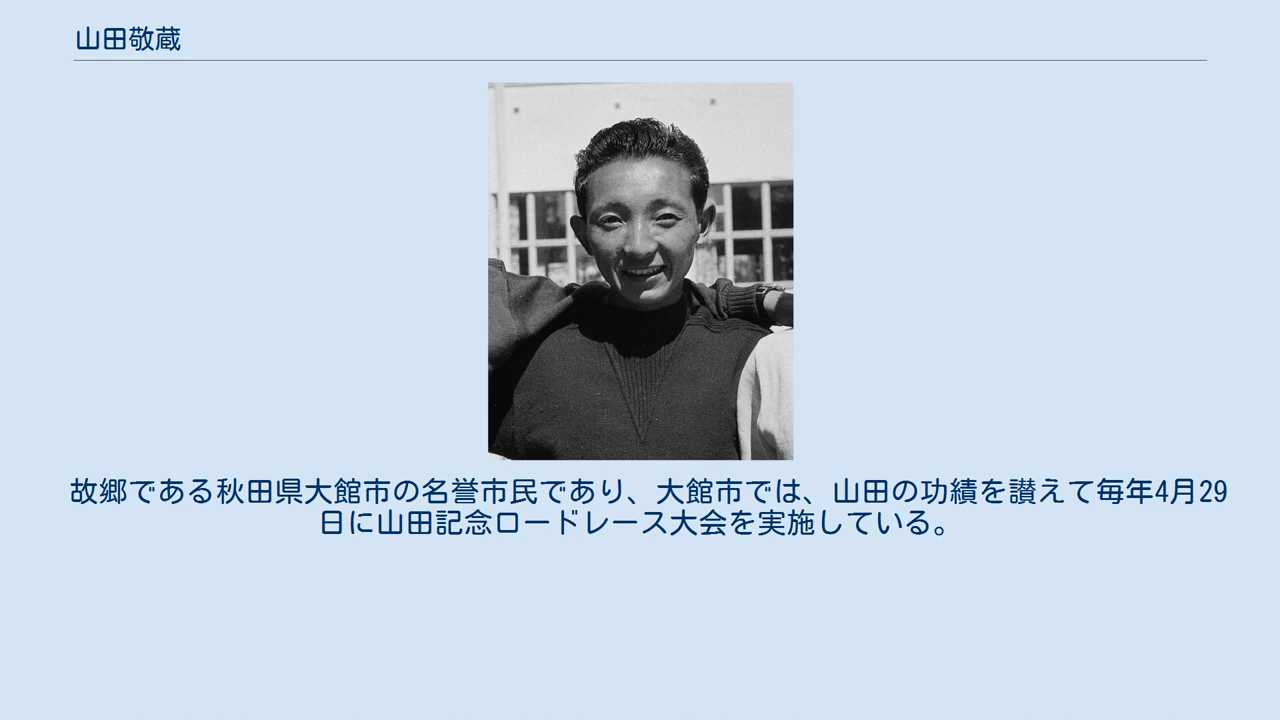 山田敬蔵
故郷である秋田県大館市の名誉市民であり、大館市では、山田の功績を讃えて毎年4月29
日に山田記念ロードレース大会を実施している。